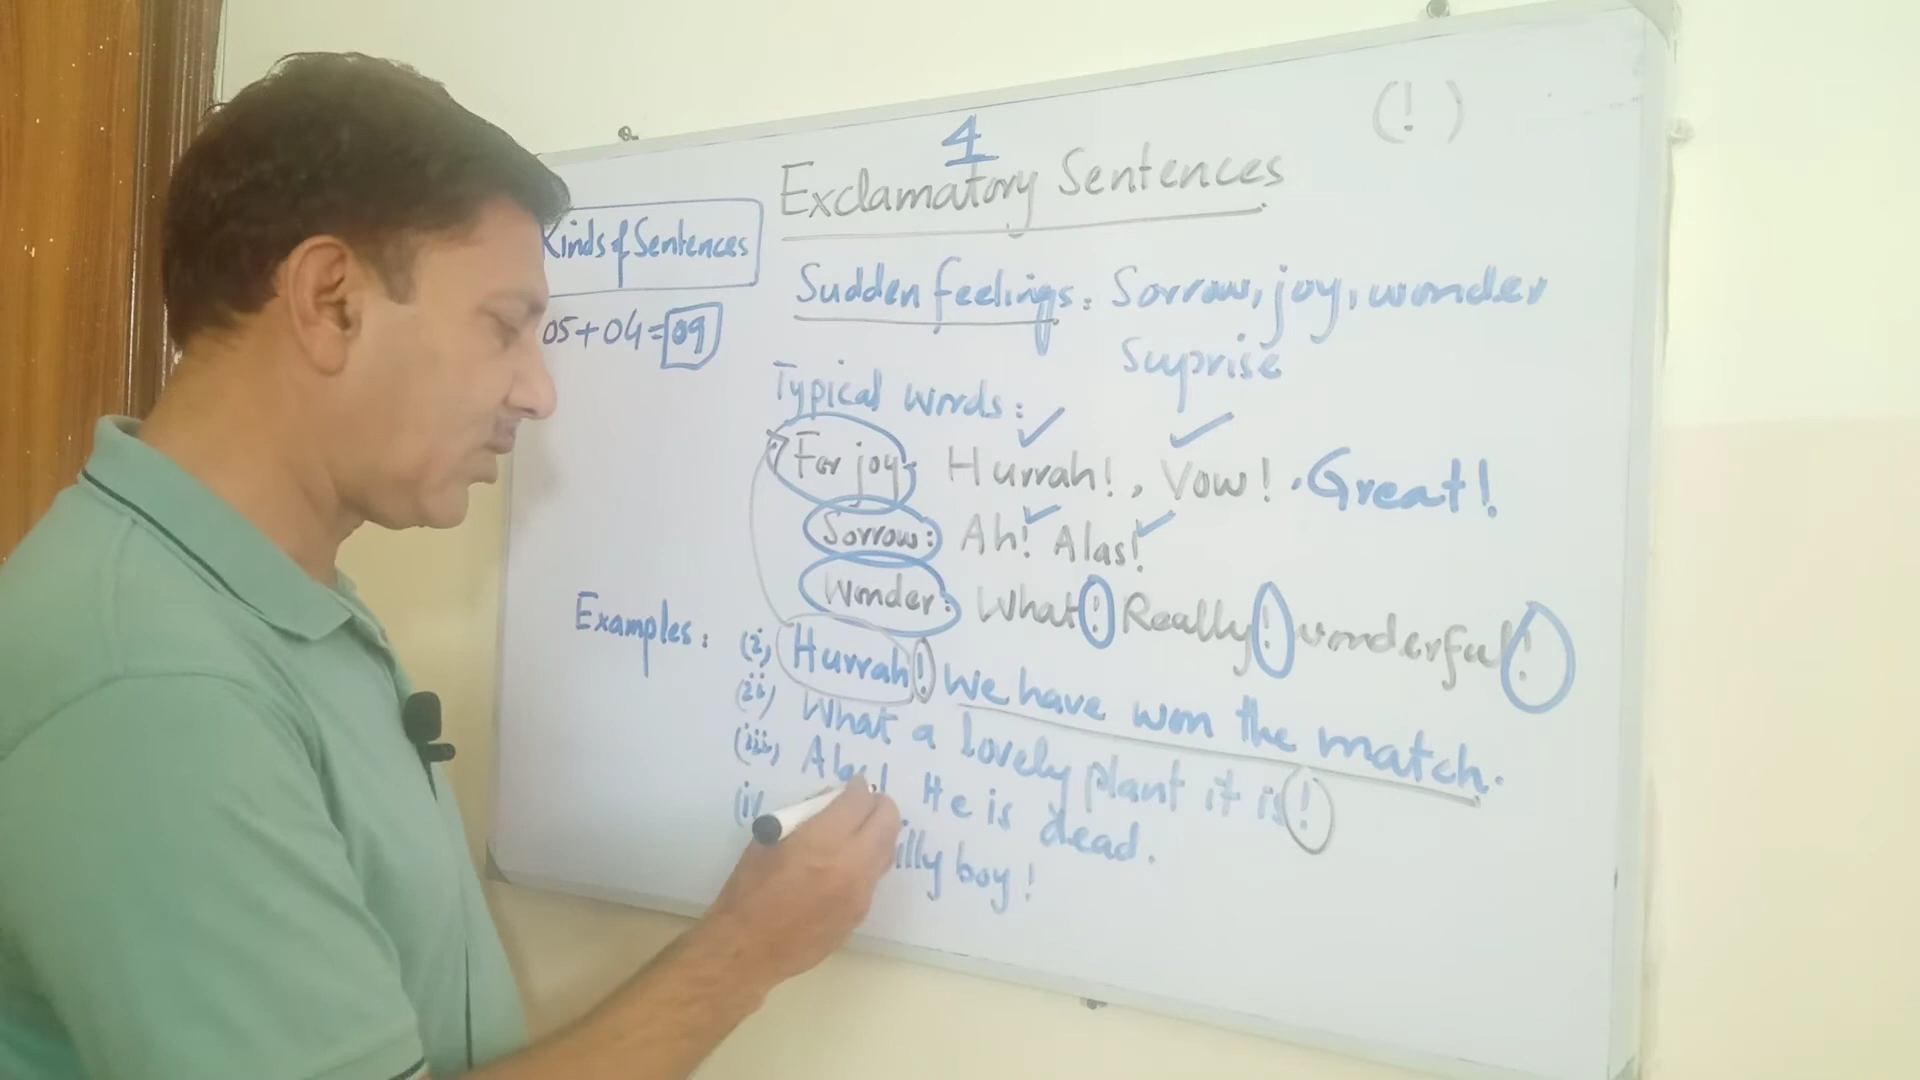 (!)
4
Exclamatory Sentences
Kinds of Sentences
05+04=09
Sudden feelings: Sorrow, joy, wonder
Suprise
Typical words:
For joy: Hurrah!, Vow!, Great!
Sorrow: Ah! Alas!
Wonder: What! Really! wonderful!
Examples: (i) Hurrah! We have won the match.
(ii) What a lovely plant it is!
(iii) Alas! He is dead.
boy!